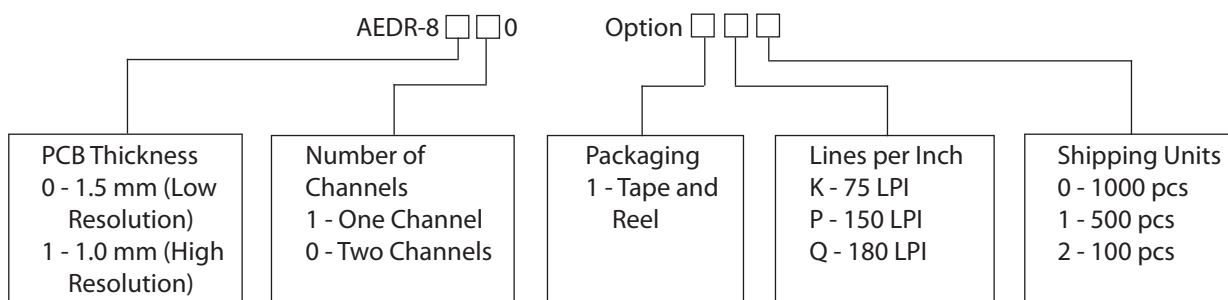 AEDR-8 0
Option
PCB Thickness
0 - 1.5 mm (Low
Resolution)
1 - 1.0 mm (High
Resolution)
Number of
Channels
1 - One Channel
0 - Two Channels
Packaging
1 - Tape and
Reel
Lines per Inch
K - 75 LPI
P - 150 LPI
Q - 180 LPI
Shipping Units
0 - 1000 pcs
1 - 500 pcs
2 - 100 pcs